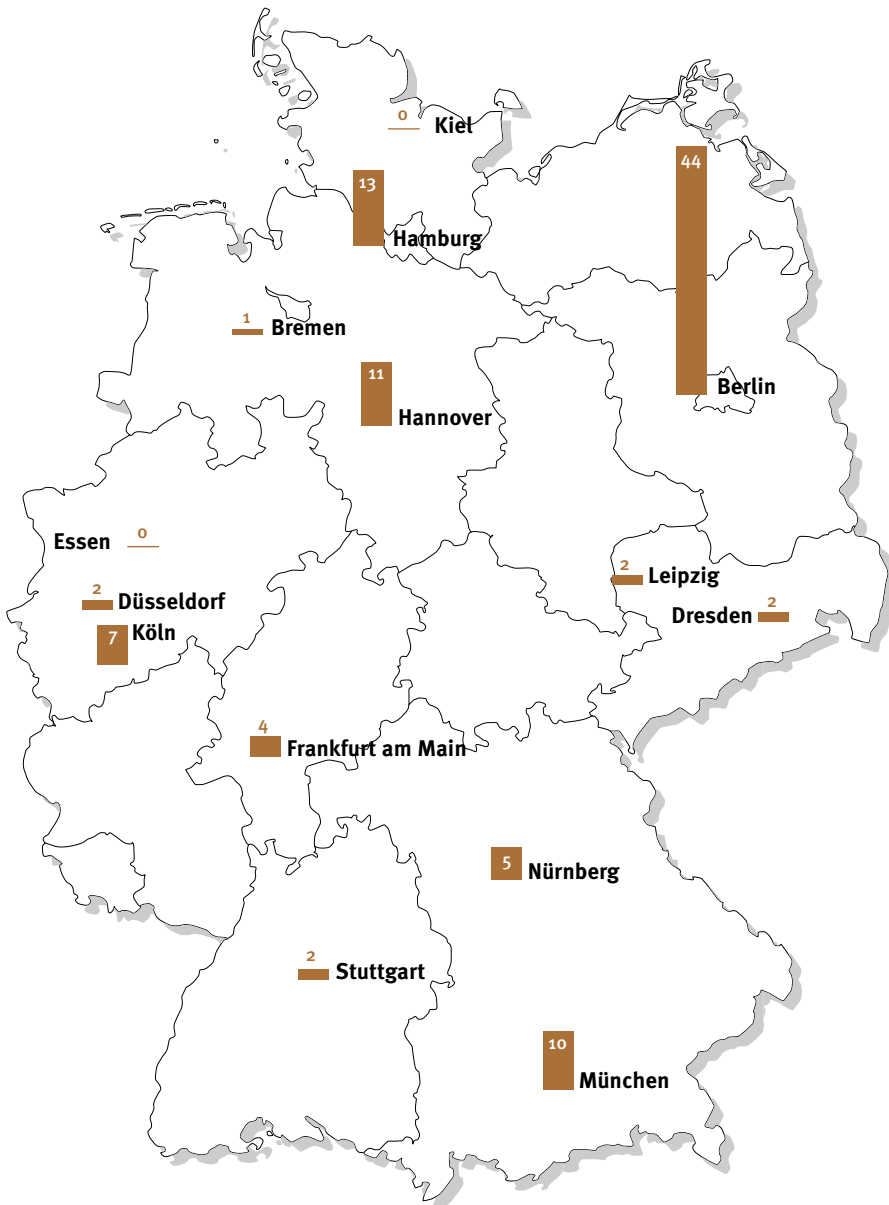 0
Kiel
44
13
Hamburg
1
Bremen
11
Hannover
Berlin
Essen
0
2
Düsseldorf
7
Köln
2
Leipzig
Dresden
2
4
Frankfurt am Main
5
Nürnberg
2
Stuttgart
10
München